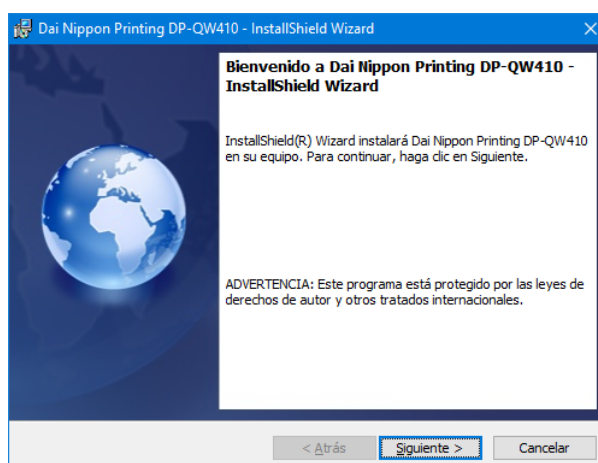 Dai Nippon Printing DP-QW410 - InstallShield Wizard
Bienvenido a Dai Nippon Printing DP-QW410 -
InstallShield Wizard
InstallShield(R) Wizard instalará Dai Nippon Printing DP-QW410
en su equipo. Para continuar, haga clic en Siguiente.
ADVERTENCIA: Este programa está protegido por las leyes de
derechos de autor y otros tratados internacionales.
< Atrás
Siguiente >
Cancelar